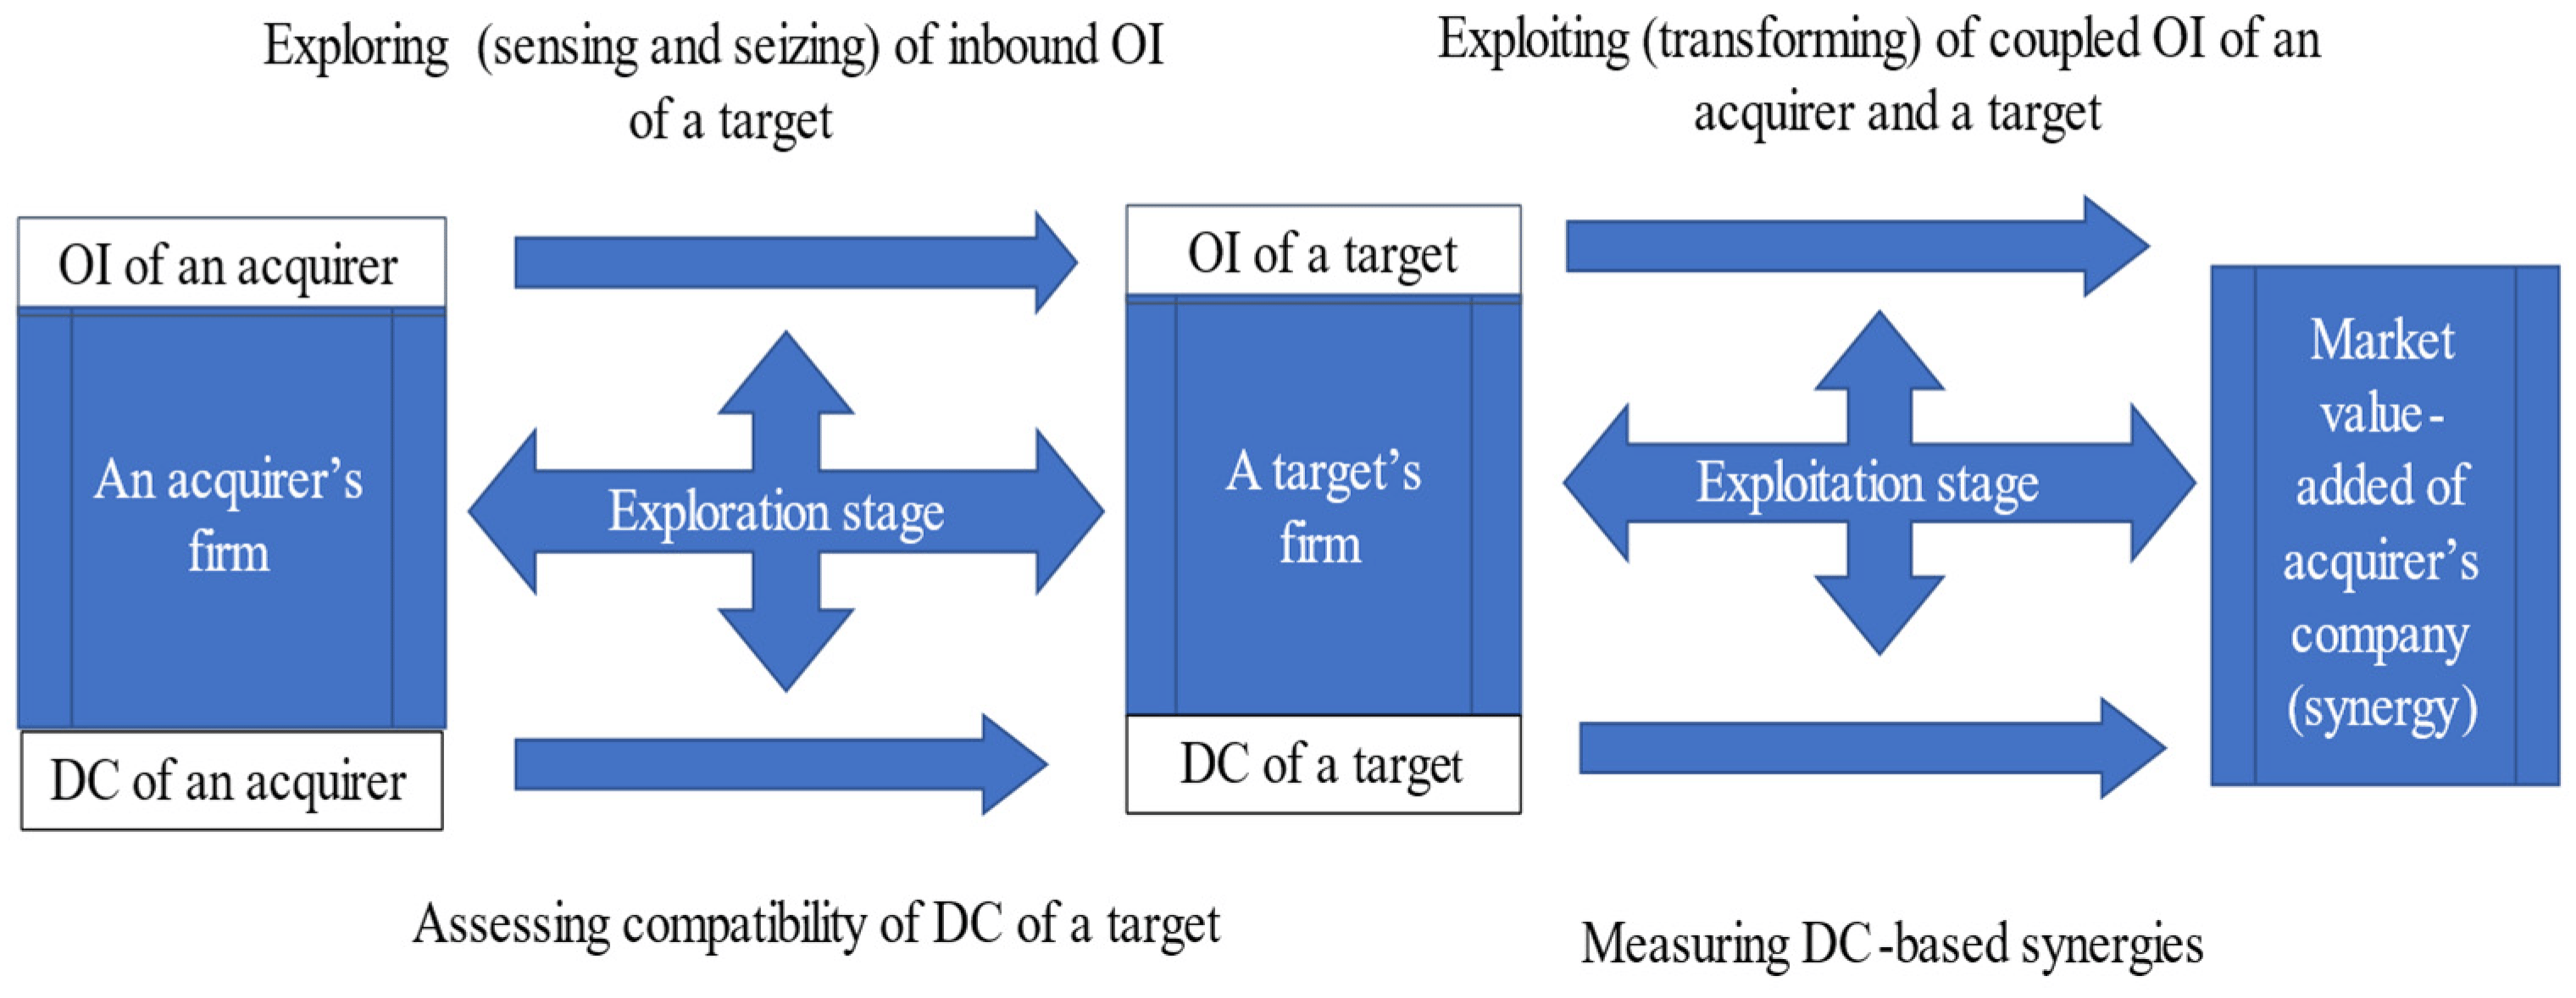 Exploring (sensing and seizing) of inbound OI
of a target
Exploiting (transforming) of coupled OI of an
acquirer and a target
OI of an acquirer
An acquirer's
firm
DC of an acquirer
Exploration stage
OI of a target
A target's
firm
DC of a target
Exploitation stage
Market
value-
added of
acquirer's
company
(synergy)
Assessing compatibility of DC of a target
Measuring DC-based synergies